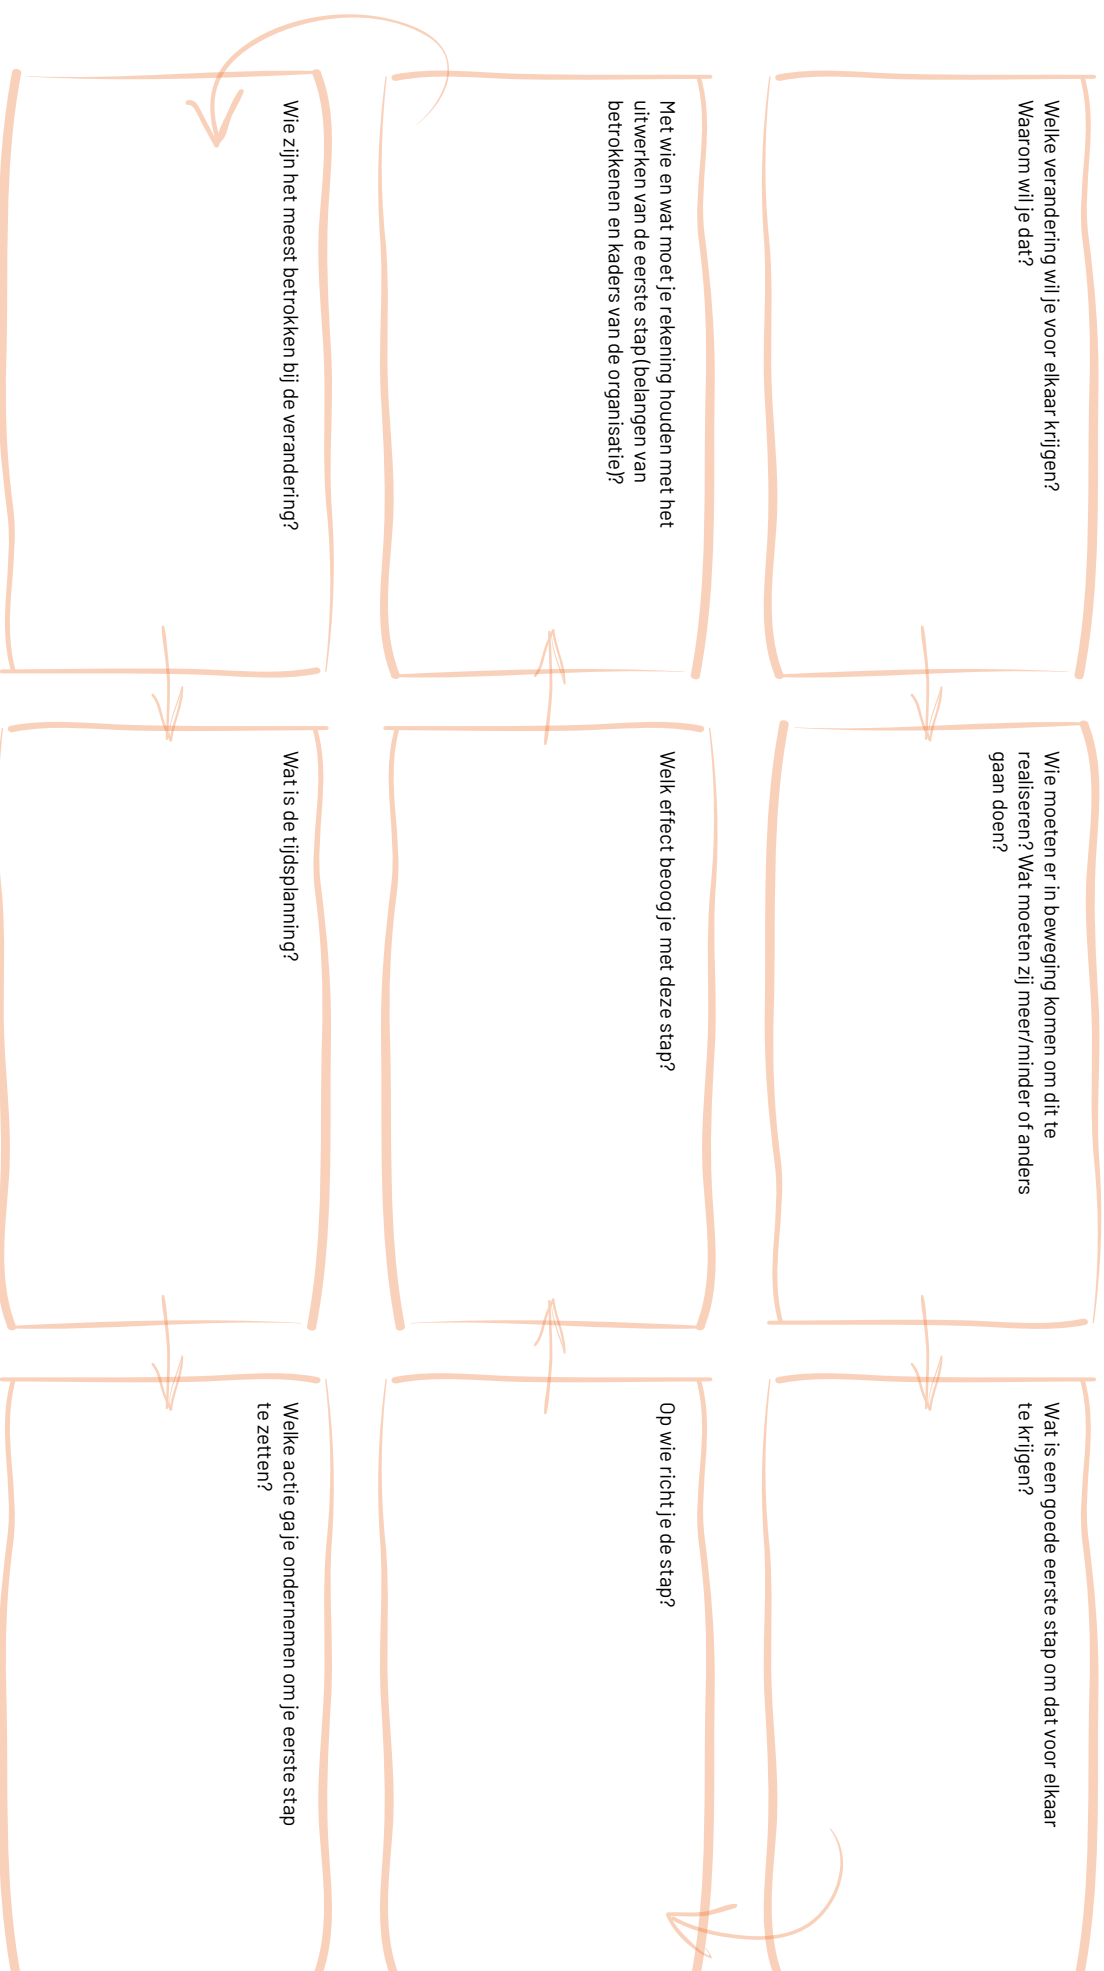 Welke verandering wil je voor elkaar krijgen?
Waarom wil je dat?
Wie moeten er in beweging komen om dit te
realiseren? Wat moeten zij meer/minder of anders
gaan doen?
Wat is een goede eerste stap om dat voor elkaar
te krijgen?
Op wie richt je de stap?
Welk effect beoog je met deze stap?
Met wie en wat moet je rekening houden met het
uitwerken van de eerste stap (belangen van
betrokkenen en kaders van de organisatie)?
Wie zijn het meest betrokken bij de verandering?
Wat is de tijdsplanning?
Welke actie ga je ondernemen om je eerste stap
te zetten?